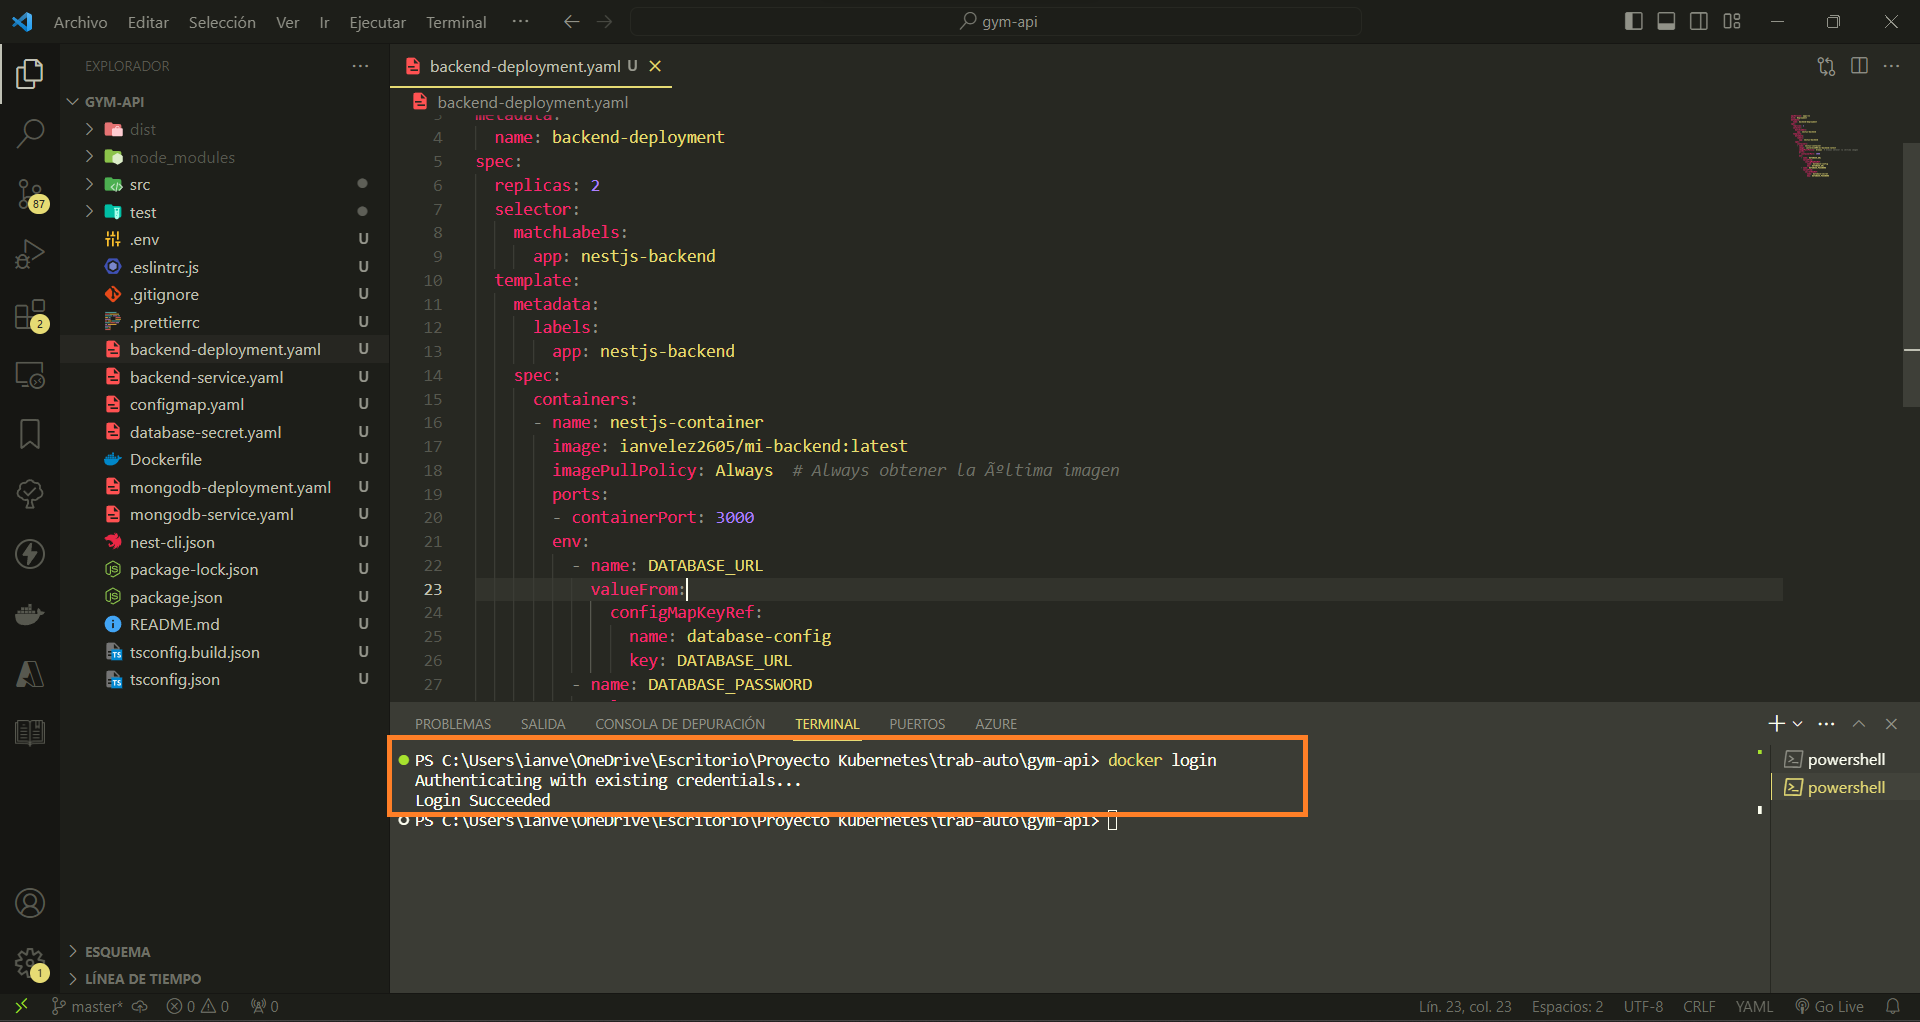 Archivo Editar Selección Ver Ir Ejecutar Terminal ··· gym-api
EXPLORADOR ···
GYM-API
dist
node_modules
src
test
.env U
.eslintrc.js U
.gitignore U
.prettierrc U
backend-deployment.yaml U
backend-service.yaml U
configmap.yaml U
database-secret.yaml U
Dockerfile U
mongodb-deployment.yaml U
mongodb-service.yaml U
nest-cli.json U
package-lock.json U
package.json U
README.md U
tsconfig.build.json U
tsconfig.json U
ESQUEMA
LÍNEA DE TIEMPO
87
2
1
backend-deployment.yaml U
backend-deployment.yaml
3 metadata:
4 name: backend-deployment
5 spec:
6 replicas: 2
7 selector:
8 matchLabels:
9 app: nestjs-backend
10 template:
11 metadata:
12 labels:
13 app: nestjs-backend
14 spec:
15 containers:
16 - name: nestjs-container
17 image: ianvelez2605/mi-backend:latest
18 imagePullPolicy: Always # Always obtener la Ãºltima imagen
19 ports:
20 - containerPort: 3000
21 env:
22 - name: DATABASE_URL
23 valueFrom:
24 configMapKeyRef:
25 name: database-config
26 key: DATABASE_URL
27 - name: DATABASE_PASSWORD
PROBLEMAS SALIDA CONSOLA DE DEPURACIÓN TERMINAL PUERTOS AZURE
PS C:\Users\ianve\OneDrive\Escritorio\Proyecto Kubernetes\trab-auto\gym-api> docker login
Authenticating with existing credentials...
Login Succeeded
PS C:\Users\ianve\OneDrive\Escritorio\Proyecto Kubernetes\trab-auto\gym-api>
powershell
powershell
master* 0 0 0 Lín. 23, col. 23 Espacios: 2 UTF-8 CRLF YAML Go Live